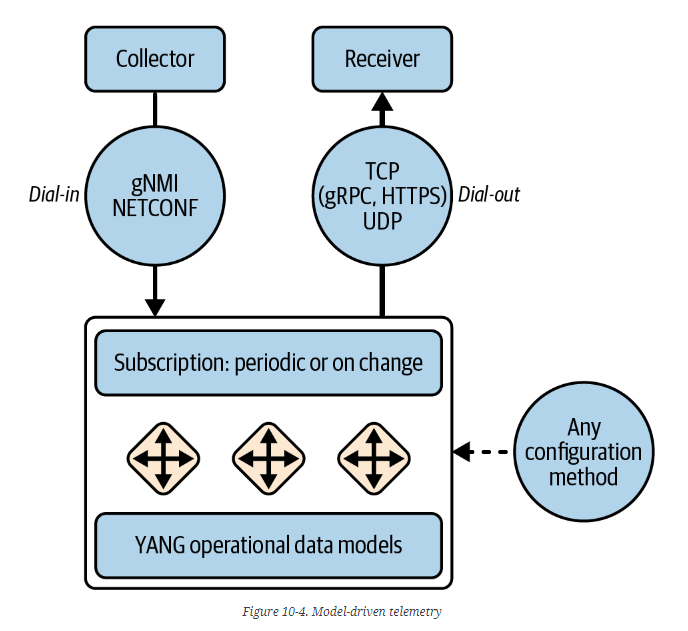 Collector
Receiver
Dial-in
gNMI
NETCONF
TCP
(gRPC, HTTPS)
UDP
Dial-out
Subscription: periodic or on change
Any
configuration
method
YANG operational data models
Figure 10-4. Model-driven telemetry